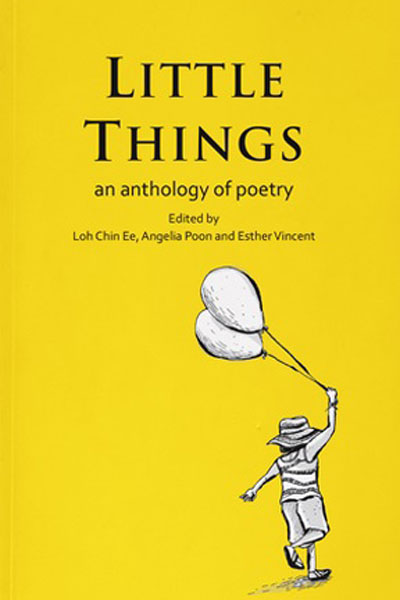 LITTLE
THINGS
an anthology of poetry
Edited by
Loh Chin Ee, Angelia Poon and Esther Vincent